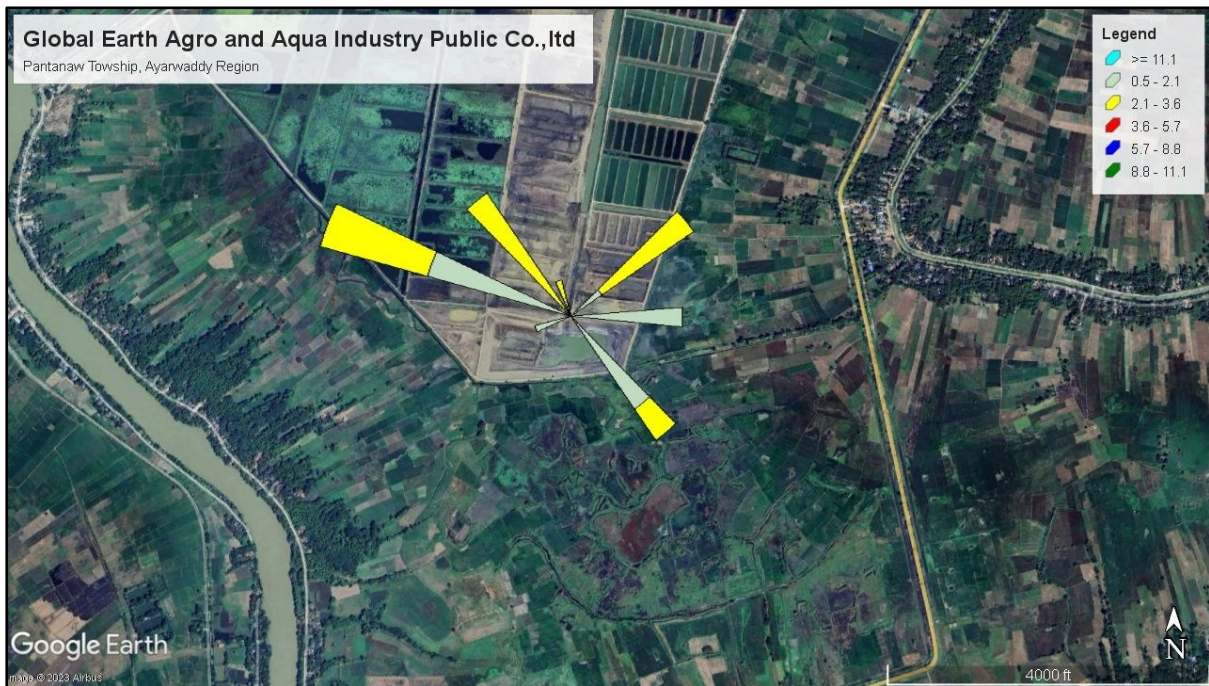 Global Earth Agro and Aqua Industry Public Co.,ltd
Pantanaw Towship, Ayarwaddy Region
Legend
>= 11.1
0.5 - 2.1
2.1 - 3.6
3.6 - 5.7
5.7 - 8.8
8.8 - 11.1
Google Earth
Image © 2023 Airbus
N
4000 ft